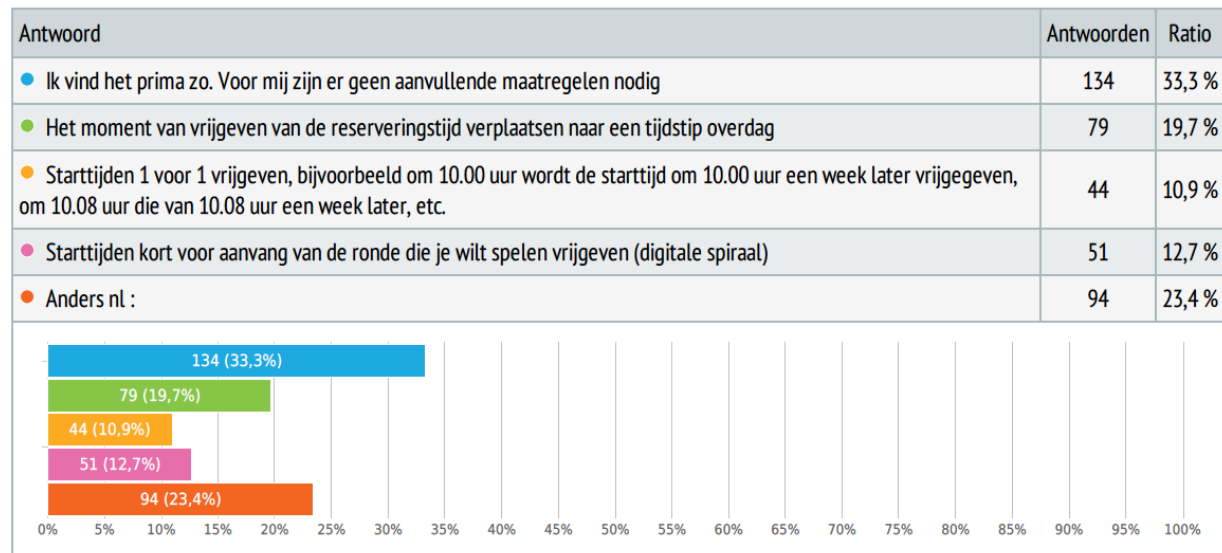 Antwoord Antwoorden Ratio
Ik vind het prima zo. Voor mij zijn er geen aanvullende maatregelen nodig 134 33,3 %
Het moment van vrijgeven van de reserveringstijd verplaatsen naar een tijdstip overdag 79 19,7 %
Starttijden 1 voor 1 vrijgeven, bijvoorbeeld om 10.00 uur wordt de starttijd om 10.00 uur een week later vrijgegeven,
om 10.08 uur die van 10.08 uur een week later, etc. 44 10,9 %
Starttijden kort voor aanvang van de ronde die je wilt spelen vrijgeven (digitale spiraal) 51 12,7 %
Anders nl : 94 23,4 %
134 (33,3%)
79 (19,7%)
44 (10,9%)
51 (12,7%)
94 (23,4%)
0% 5% 10% 15% 20% 25% 30% 35% 40% 45% 50% 55% 60% 65% 70% 75% 80% 85% 90% 95% 100%